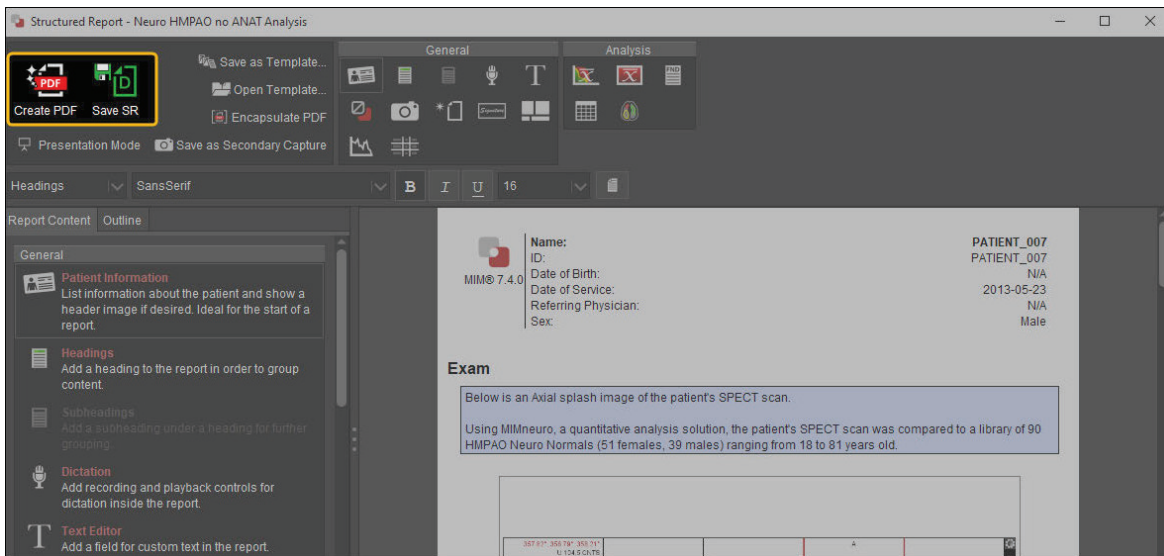 Structured Report - Neuro HMPAO no ANAT Analysis
General
Analysis
Save as Template...
PDF
D
Open Template...
END
T
Create PDF Save SR
Encapsulate PDF
Signature
Presentation Mode Save as Secondary Capture
Headings SansSerif B I U 16
Report Content Outline
General
Patient Information
List information about the patient and show a
header image if desired. Ideal for the start of a
report.
Headings
Add a heading to the report in order to group
content.
Subheadings
Add a subheading under a heading for further
grouping.
Dictation
Add recording and playback controls for
dictation inside the report.
T Text Editor
Add a field for custom text in the report.
MIM® 7.4.0
Name: PATIENT_007
ID: PATIENT_007
Date of Birth: N/A
Date of Service: 2013-05-23
Referring Physician: N/A
Sex: Male
Exam
Below is an Axial splash image of the patient's SPECT scan.
Using MIMneuro, a quantitative analysis solution, the patient's SPECT scan was compared to a library of 90
HMPAO Neuro Normals (51 females, 39 males) ranging from 18 to 81 years old.
A